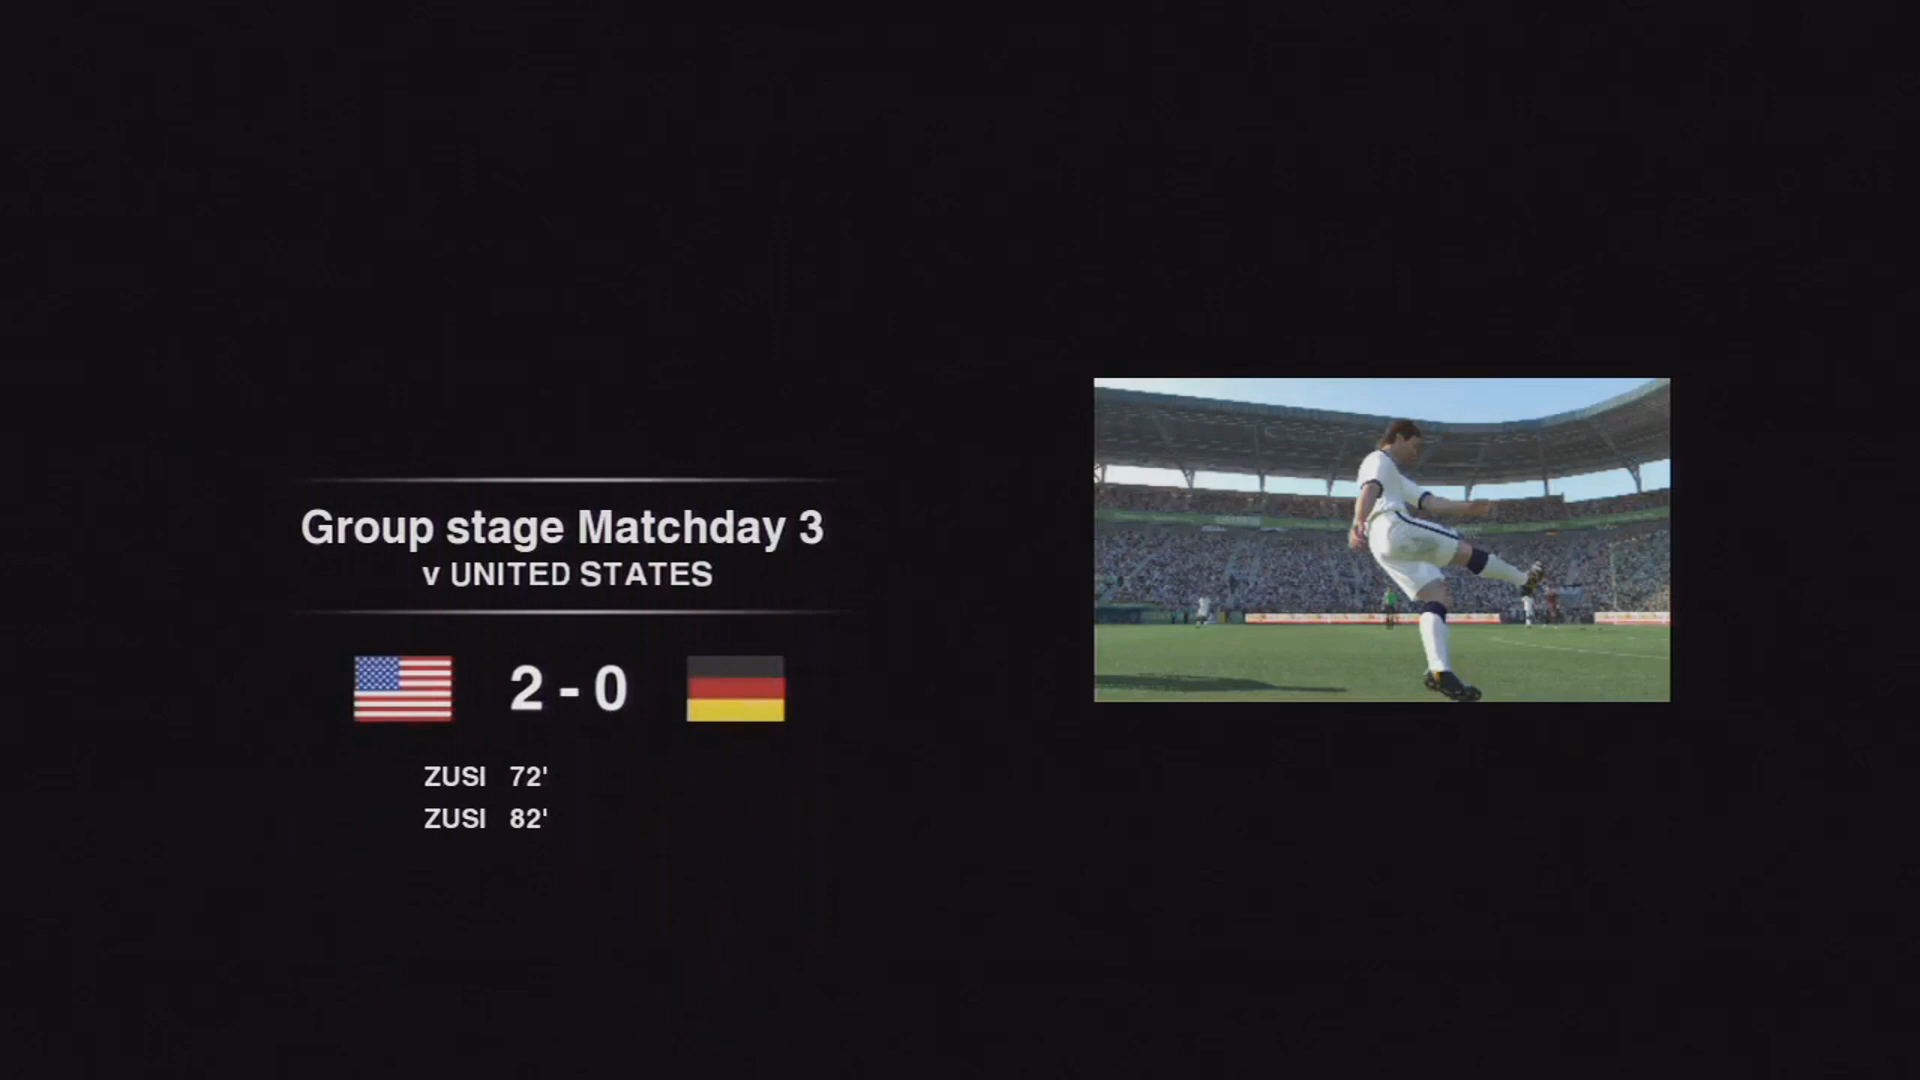 Group stage Matchday 3
v UNITED STATES
2 - 0
ZUSI 72'
ZUSI 82'